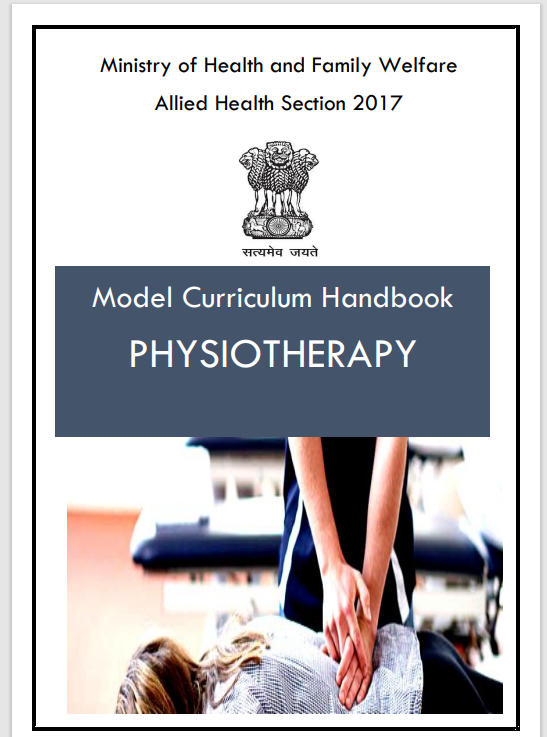 Ministry of Health and Family Welfare
Allied Health Section 2017
सत्यमेव जयते
Model Curriculum Handbook
PHYSIOTHERAPY